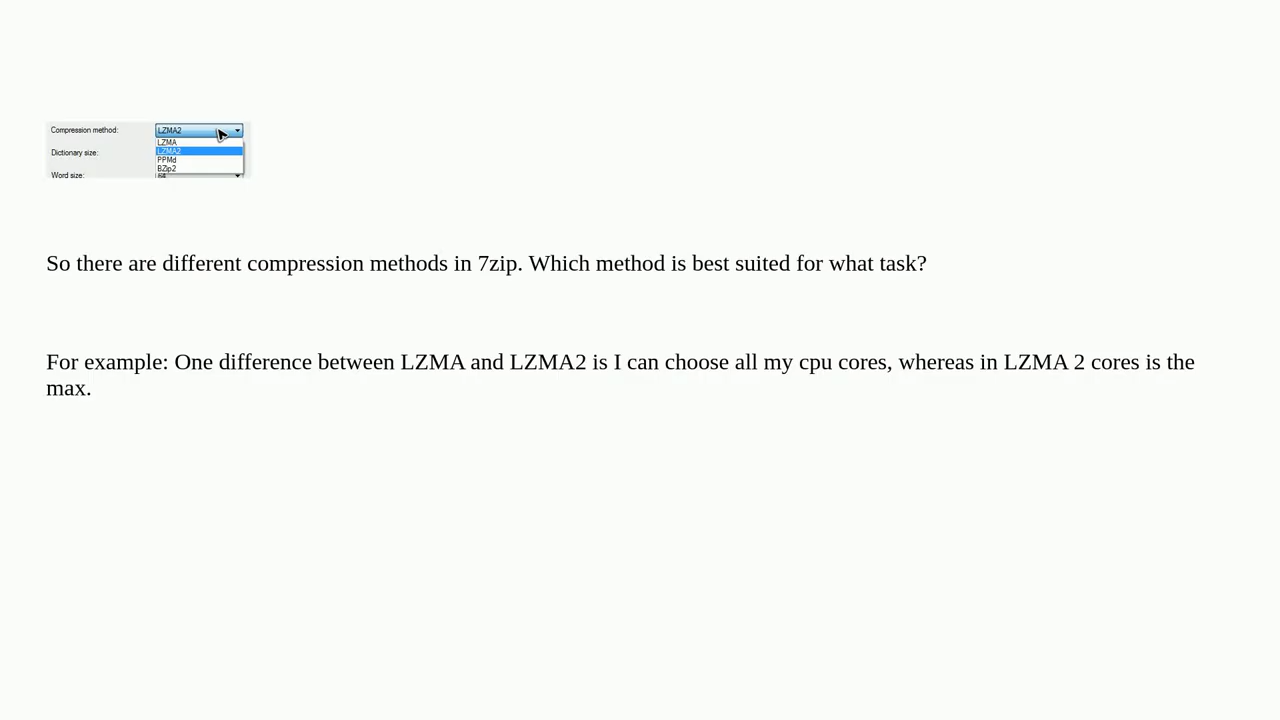 Compression method: LZMA2
LZMA
Dictionary size: LZMA2
PPMd
BZip2
Word size: 64
So there are different compression methods in 7zip. Which method is best suited for what task?
For example: One difference between LZMA and LZMA2 is I can choose all my cpu cores, whereas in LZMA 2 cores is the
max.